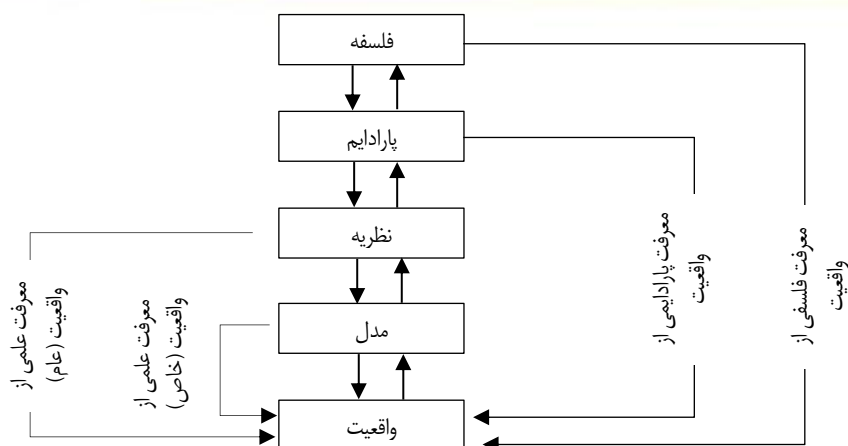 فلسفه
پارادایم
نظریه
مدل
واقعیت
معرفت فلسفی از
واقعیت
معرفت پارادایمی از
واقعیت
معرفت علمی از
واقعیت (خاص)
معرفت علمی از
واقعیت (عام)